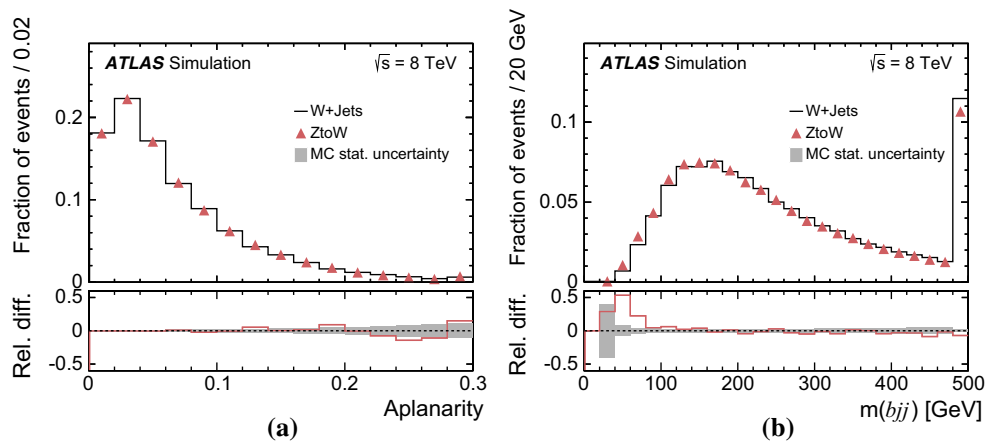 Fraction of events / 0.02
ATLAS Simulation
√s = 8 TeV
W+Jets
ZtoW
MC stat. uncertainty
0.2
0.1
0
Rel. diff.
0.5
0
-0.5
0 0.1 0.2 0.3
Aplanarity
(a)
Fraction of events / 20 GeV
ATLAS Simulation
√s = 8 TeV
W+Jets
ZtoW
MC stat. uncertainty
0.1
0.05
0
Rel. diff.
0.5
0
-0.5
0 100 200 300 400 500
m(bjj) [GeV]
(b)